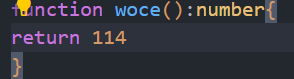 function woce():number{
return 114
}